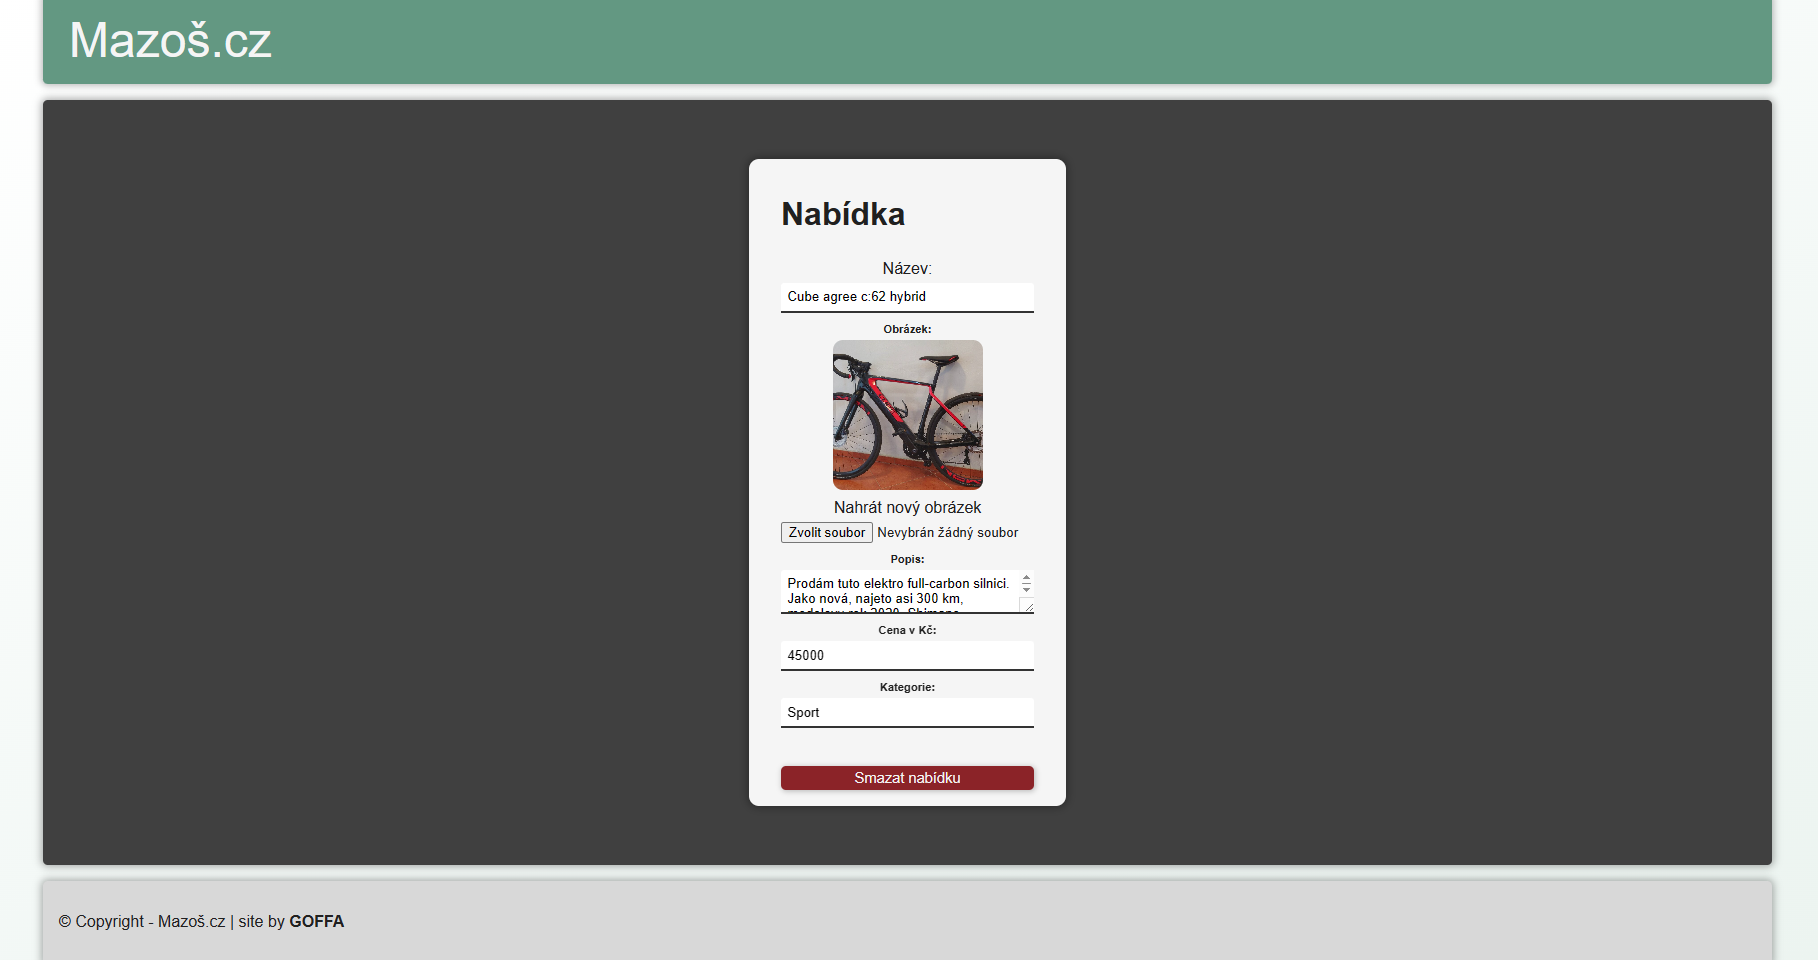 Mazoš.cz
Nabídka
Název:
Cube agree c:62 hybrid
Obrázek:
Nahrát nový obrázek
Zvolit soubor Nevybrán žádný soubor
Popis:
Prodám tuto elektro full-carbon silnici.
Jako nová, najeto asi 300 km,
Cena v Kč:
45000
Kategorie:
Sport
Smazat nabídku
© Copyright - Mazoš.cz | site by GOFFA